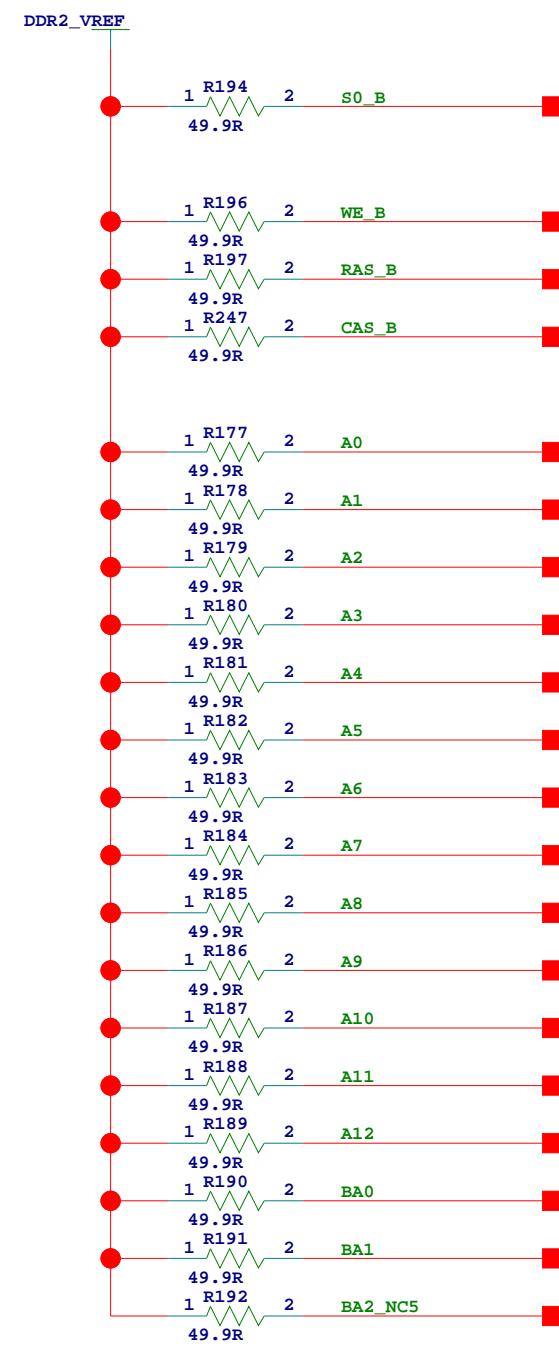 DDR2_VREF
R194
1 2 S0_B
49.9R
R196
1 2 WE_B
49.9R
R197
1 2 RAS_B
49.9R
R247
1 2 CAS_B
49.9R
R177
1 2 A0
49.9R
R178
1 2 A1
49.9R
R179
1 2 A2
49.9R
R180
1 2 A3
49.9R
R181
1 2 A4
49.9R
R182
1 2 A5
49.9R
R183
1 2 A6
49.9R
R184
1 2 A7
49.9R
R185
1 2 A8
49.9R
R186
1 2 A9
49.9R
R187
1 2 A10
49.9R
R188
1 2 A11
49.9R
R189
1 2 A12
49.9R
R190
1 2 BA0
49.9R
R191
1 2 BA1
49.9R
R192
1 2 BA2_NC5
49.9R